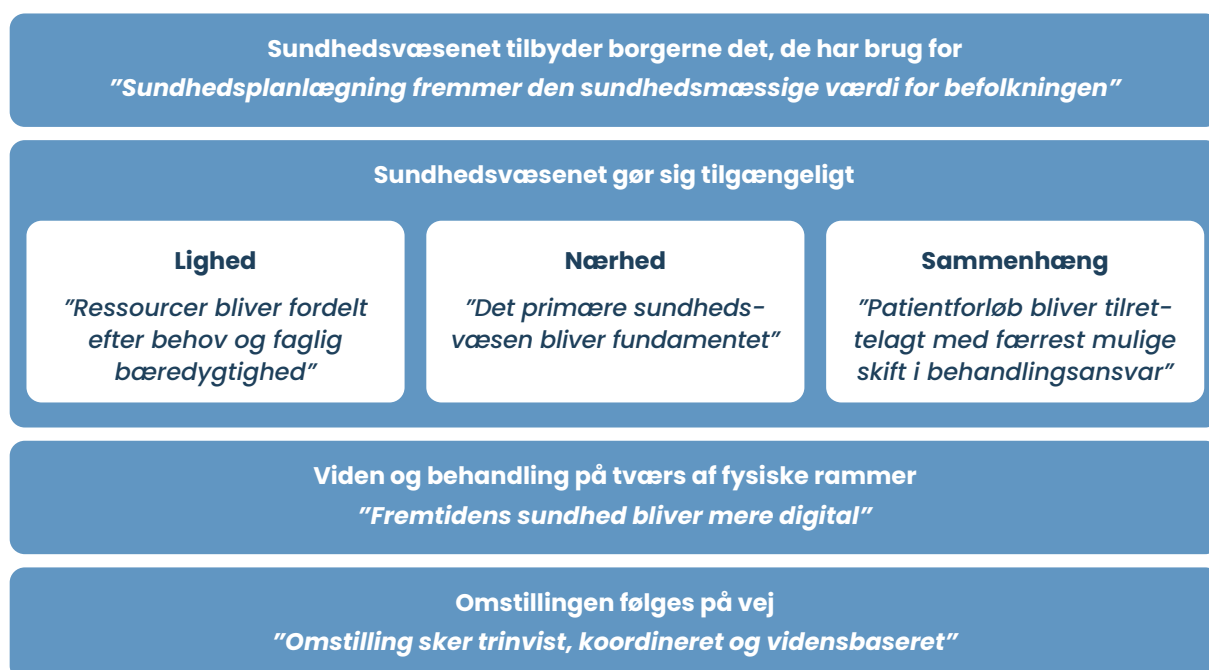 Sundhedsvæsenet tilbyder borgerne det, de har brug for
”Sundhedsplanlægning fremmer den sundhedsmæssige værdi for befolkningen”
Sundhedsvæsenet gør sig tilgængeligt
Lighed
”Ressourcer bliver fordelt
efter behov og faglig
bæredygtighed”
Nærhed
”Det primære sundheds-
væsen bliver fundamentet”
Sammenhæng
”Patientforløb bliver tilret-
telagt med færrest mulige
skift i behandlingsansvar”
Viden og behandling på tværs af fysiske rammer
”Fremtidens sundhed bliver mere digital”
Omstillingen følges på vej
”Omstilling sker trinvist, koordineret og vidensbaseret”